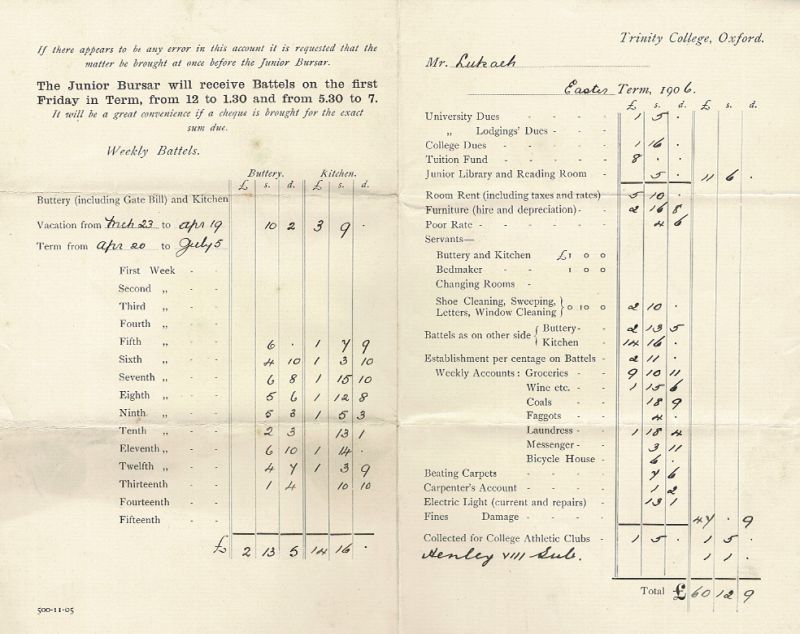 If there appears to be any error in this account it is requested that the
matter be brought at once before the Junior Bursar.
The Junior Bursar will receive Battels on the first
Friday in Term, from 12 to 1.30 and from 5.30 to 7.
It will be a great convenience if a cheque is brought for the exact
sum due.
Weekly Battels.
Buttery. Kitchen.
£ s. d. £ s. d.
Buttery (including Gate Bill) and Kitchen
Vacation from Mch 23 to Apr 19 10 2 3 9 .
Term from Apr 20 to July 5
First Week - -
Second „ - -
Third „ - -
Fourth „ - -
Fifth „ - - 6 . 1 7 9
Sixth „ - - 4 10 1 3 10
Seventh „ - - 6 8 1 15 10
Eighth „ - - 5 6 1 12 8
Ninth „ - - 5 3 1 5 3
Tenth „ - - 2 3 13 1
Eleventh „ - - 6 10 1 14 .
Twelfth „ - - 4 7 1 3 9
Thirteenth - - 1 4 10 10
Fourteenth - -
Fifteenth - -
£ 2 13 5 14 16 .
500-11-05
Trinity College, Oxford.
Mr. Lukach
Easter Term, 1906.
£ s. d. £ s. d.
University Dues - - - - 1 5 .
„ Lodgings' Dues - - -
College Dues - - - - 1 16 .
Tuition Fund - - - - 8 . .
Junior Library and Reading Room - 5 . 11 6 .
Room Rent (including taxes and rates) 5 10 .
Furniture (hire and depreciation) - - 2 16 8
Poor Rate - - - - - 4 6
Servants—
Buttery and Kitchen £1 0 0
Bedmaker - - 1 0 0
Changing Rooms -
Shoe Cleaning, Sweeping,
Letters, Window Cleaning } 0 10 0 2 10 .
Battels as on other side { Buttery - 2 13 5
Kitchen - 14 16 .
Establishment per centage on Battels - 2 11 .
Weekly Accounts: Groceries - 9 10 11
Wine etc. - 1 15 6
Coals - 18 9
Faggots - 4 .
Laundress - 1 18 4
Messenger - 3 11
Bicycle House - 6 .
Beating Carpets - - - - 7 6
Carpenter's Account - - - 1 2
Electric Light (current and repairs) - 13 1
Fines Damage - - - 47 . 9
Collected for College Athletic Clubs - 1 5 . 1 5 .
Henley VIII Sub. 1 1 .
Total £ 60 12 9